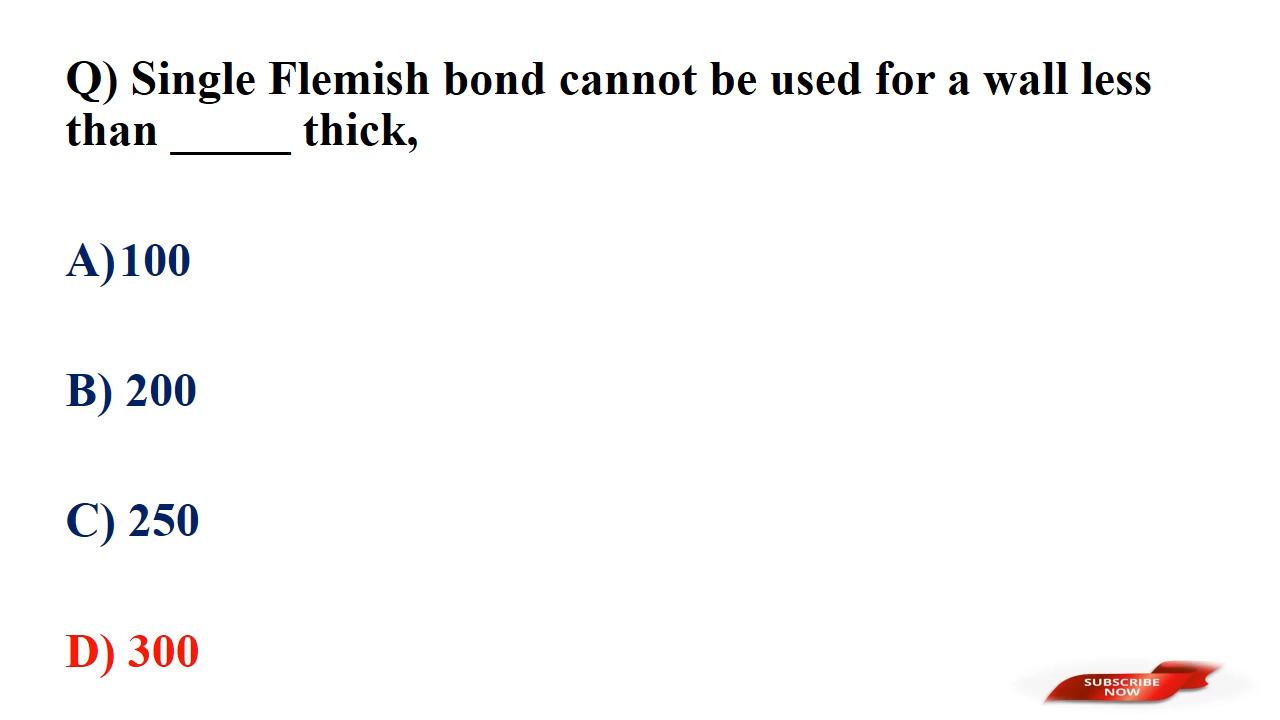 Q) Single Flemish bond cannot be used for a wall less
than _____ thick,
A)100
B) 200
C) 250
D) 300
SUBSCRIBE
NOW